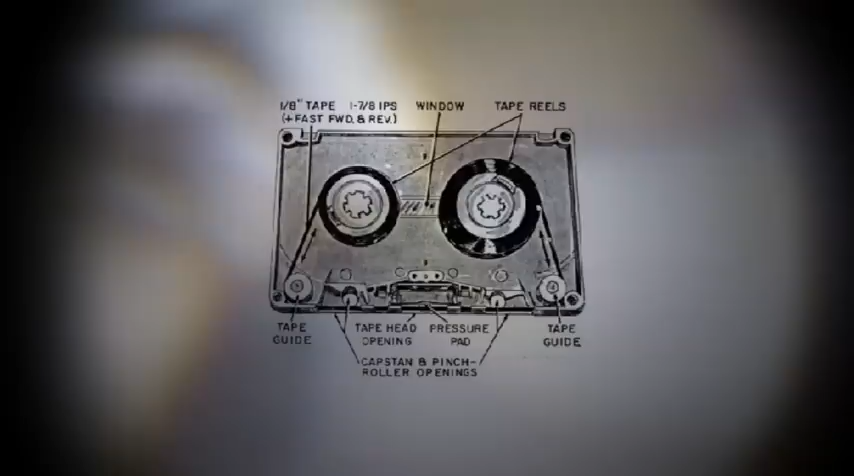 1/8" TAPE 1-7/8 IPS
(+FAST FWD. & REV.)
WINDOW
TAPE REELS
TAPE GUIDE
TAPE HEAD OPENING
PRESSURE PAD
TAPE GUIDE
CAPSTAN & PINCH-
ROLLER OPENINGS